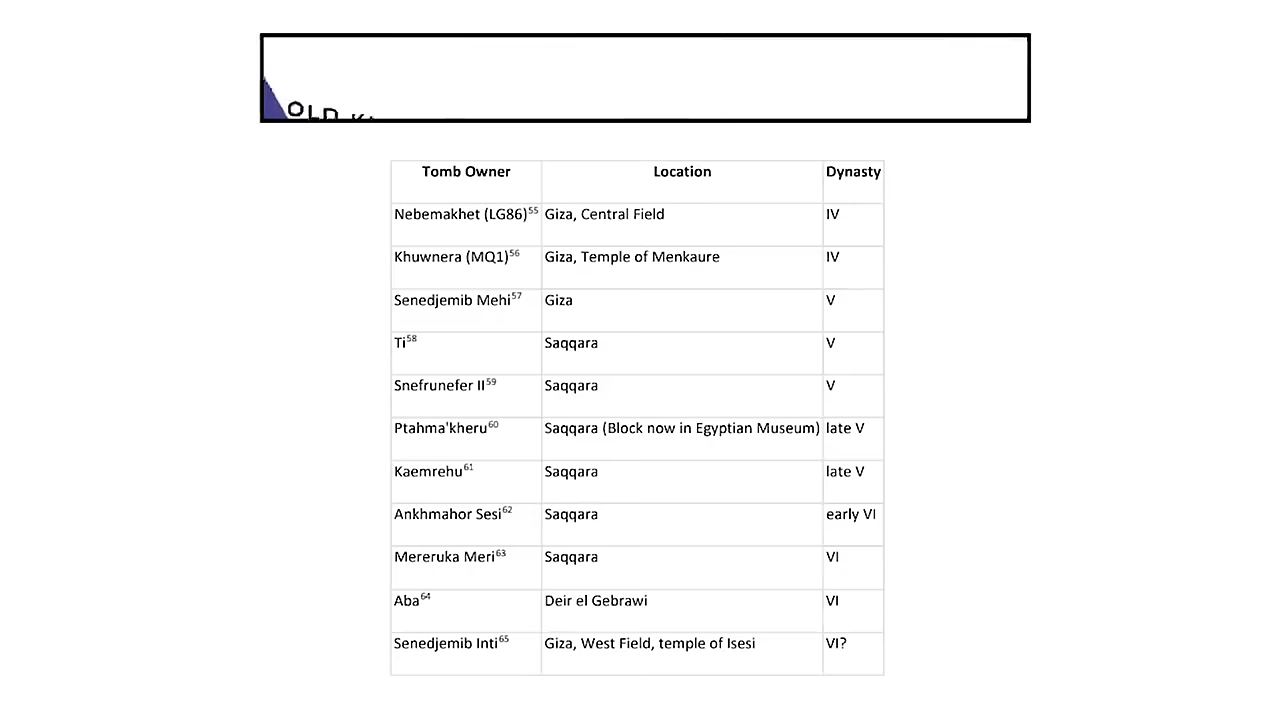 OLD
Tomb Owner Location Dynasty
Nebemakhet (LG86)55 Giza, Central Field IV
Khuwnera (MQ1)56 Giza, Temple of Menkaure IV
Senedjemib Mehi57 Giza V
Ti58 Saqqara V
Snefrunefer II59 Saqqara V
Ptahma'kheru60 Saqqara (Block now in Egyptian Museum) late V
Kaemrehu61 Saqqara late V
Ankhmahor Sesi62 Saqqara early VI
Mereruka Meri63 Saqqara VI
Aba64 Deir el Gebrawi VI
Senedjemib Inti65 Giza, West Field, temple of Isesi VI?